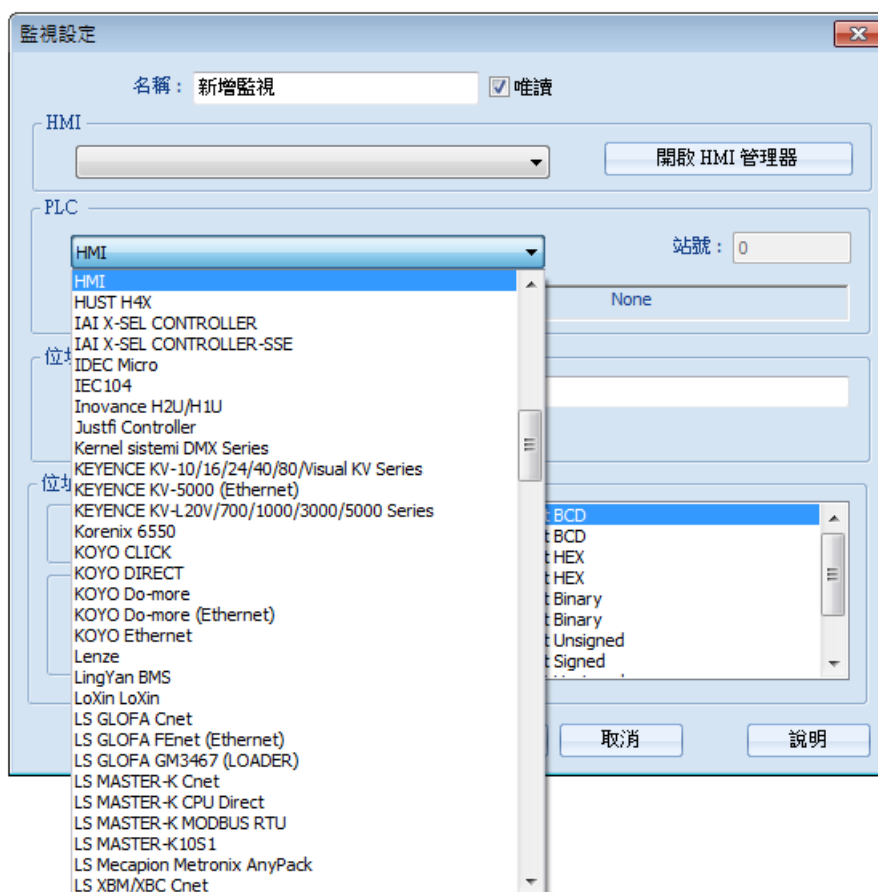 監視設定
名稱： 新增監視 唯讀
HMI
開啟 HMI 管理器
PLC
HMI 站號： 0
None
HMI
HUST H4X
IAI X-SEL CONTROLLER
IAI X-SEL CONTROLLER-SSE
位
IDEC Micro
IEC104
Inovance H2U/H1U
Justfi Controller
Kernel sistemi DMX Series
KEYENCE KV-10/16/24/40/80/Visual KV Series
位
KEYENCE KV-5000 (Ethernet)
KEYENCE KV-L20V/700/1000/3000/5000 Series
Korenix 6550
KOYO CLICK
KOYO DIRECT
KOYO Do-more
KOYO Do-more (Ethernet)
KOYO Ethernet
Lenze
LingYan BMS
LoXin LoXin
LS GLOFA Cnet
LS GLOFA FEnet (Ethernet)
LS GLOFA GM3467 (LOADER)
LS MASTER-K Cnet
LS MASTER-K CPU Direct
LS MASTER-K MODBUS RTU
LS MASTER-K10S1
LS Mecapion Metronix AnyPack
LS XBM/XBC Cnet
t BCD
t BCD
t HEX
t HEX
t Binary
t Binary
t Unsigned
t Signed
取消 說明